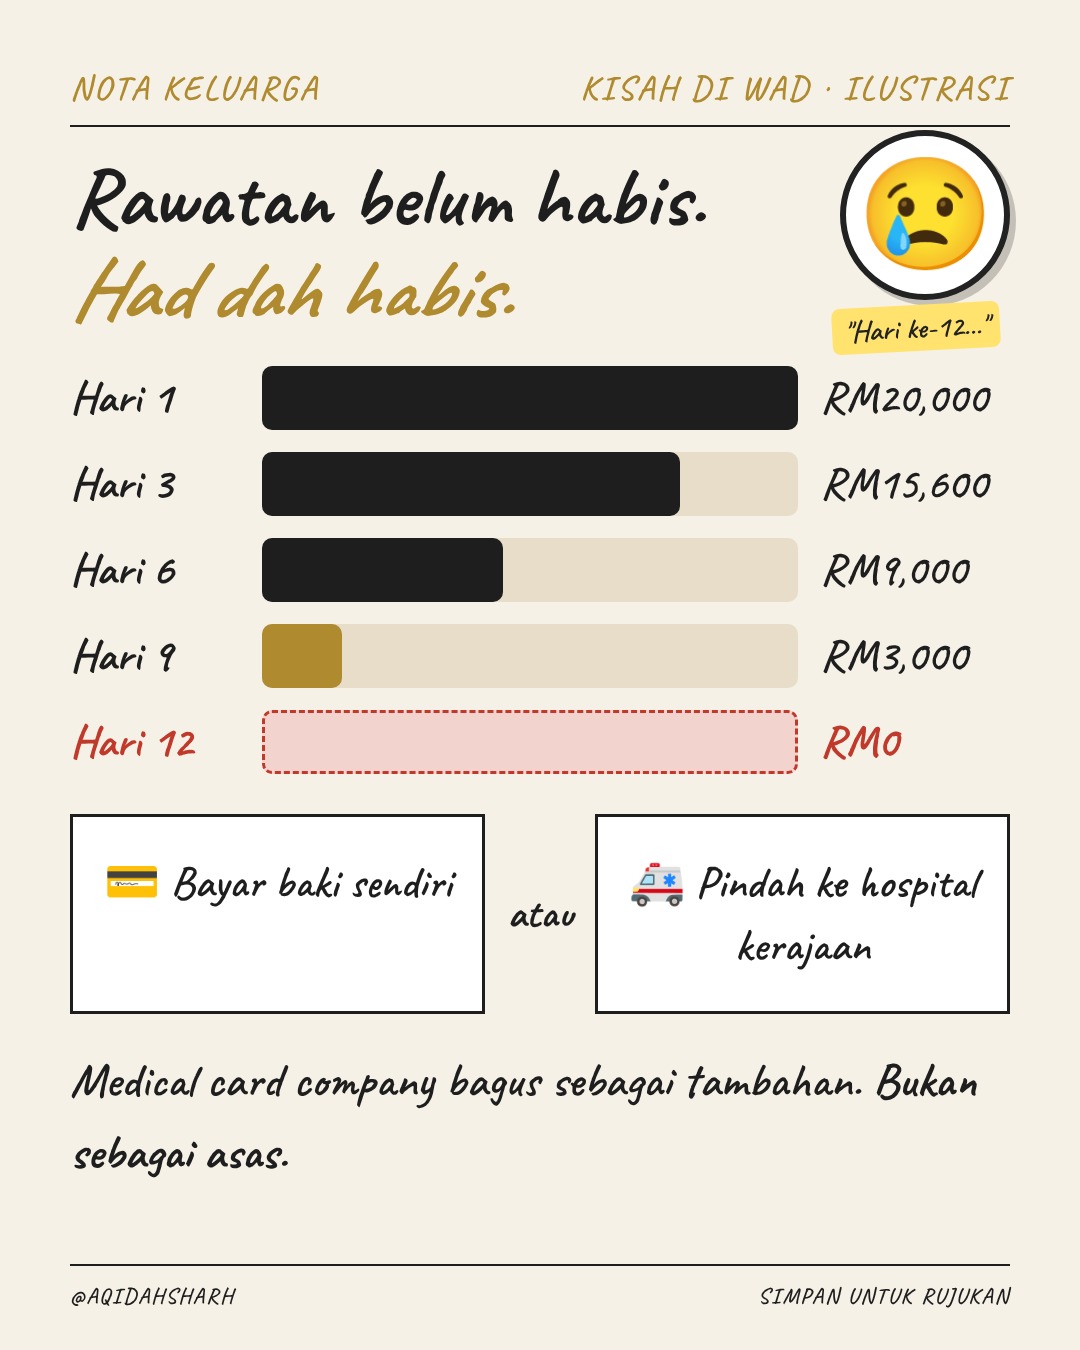 NOTA KELUARGA
KISAH DI WAD · ILUSTRASI
Rawatan belum habis.
Had dah habis.
"Hari ke-12..."
Hari 1 RM20,000
Hari 3 RM15,600
Hari 6 RM9,000
Hari 9 RM3,000
Hari 12 RM0
💳 Bayar baki sendiri
atau
🚑 Pindah ke hospital
kerajaan
Medical card company bagus sebagai tambahan. Bukan
sebagai asas.
@AQIDAHSHARH
SIMPAN UNTUK RUJUKAN